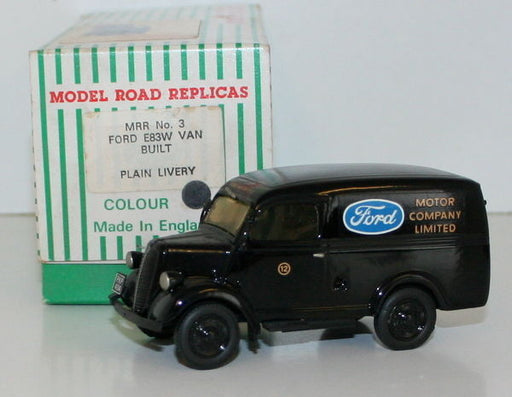 MODEL ROAD REPLICAS
MRR No. 3
FORD E83W VAN
BUILT
PLAIN LIVERY
COLOUR
Made In Engla
Ford
MOTOR
COMPANY
LIMITED
12